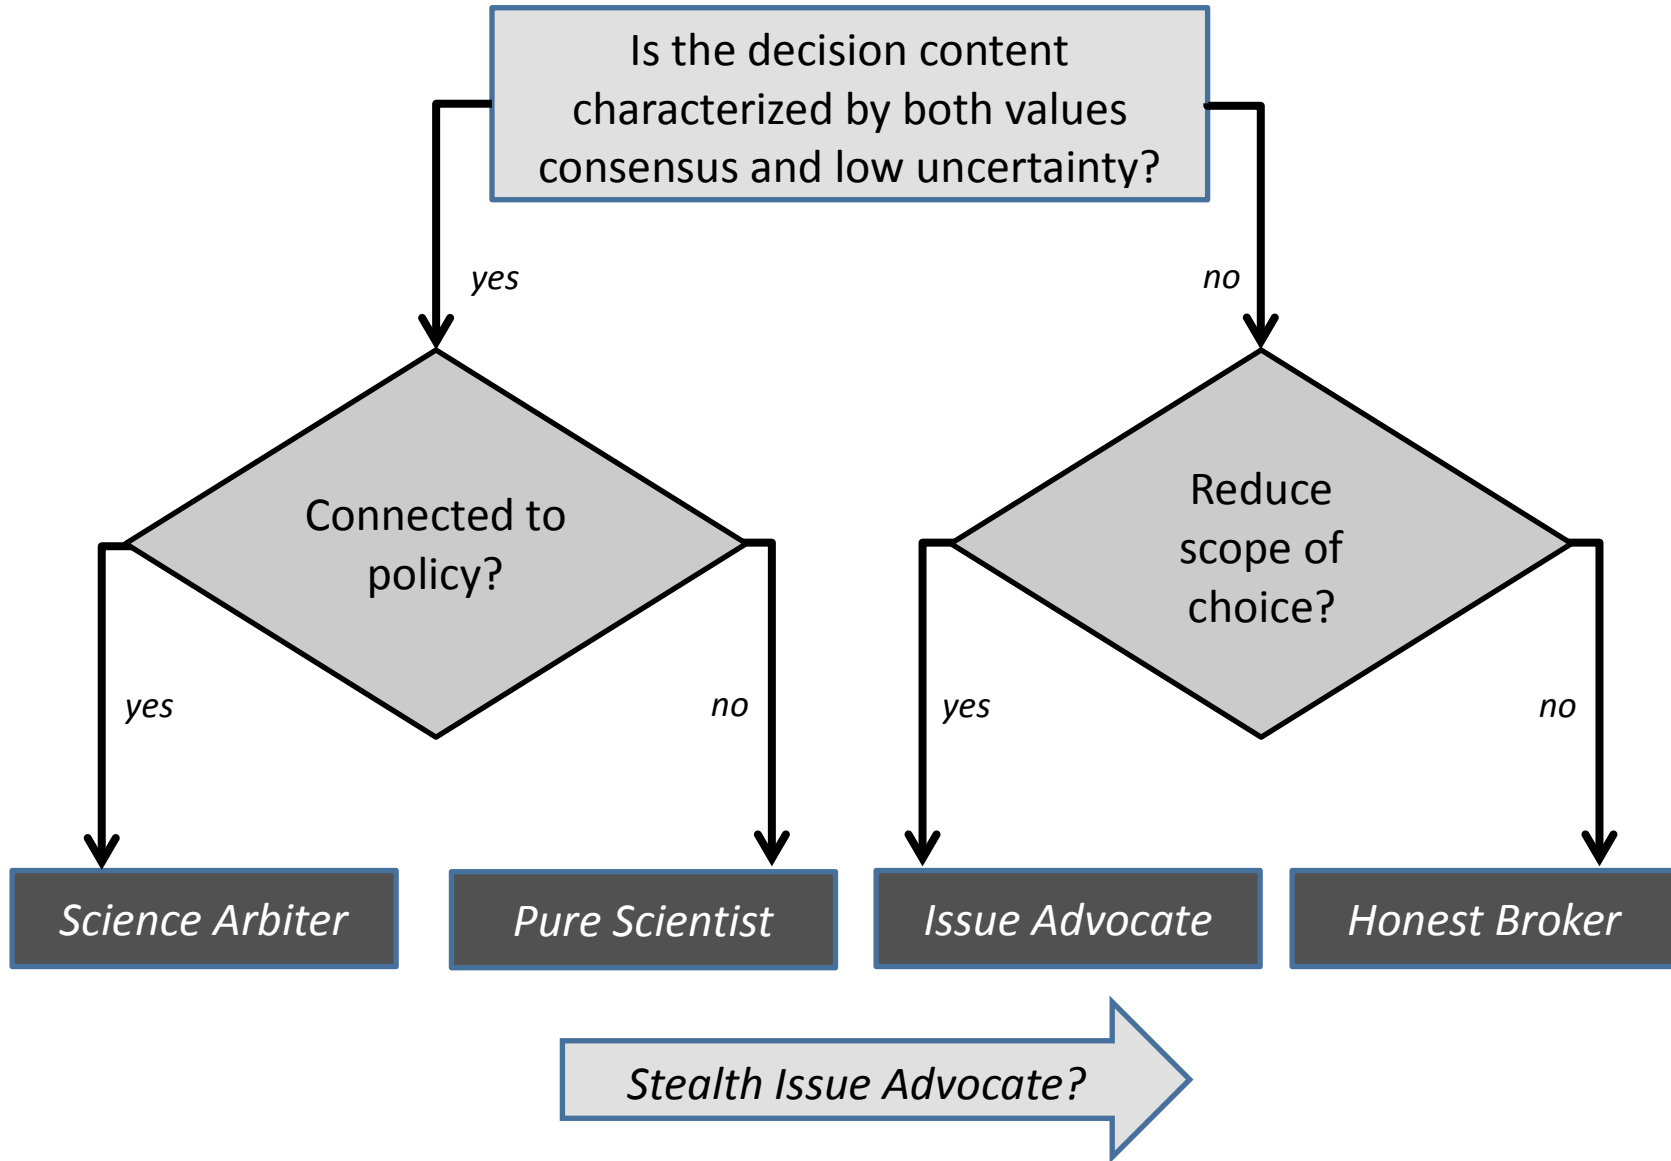 Is the decision content
characterized by both values
consensus and low uncertainty?
yes
no
Connected to
policy?
Reduce
scope of
choice?
yes
no
yes
no
Science Arbiter
Pure Scientist
Issue Advocate
Honest Broker
Stealth Issue Advocate?